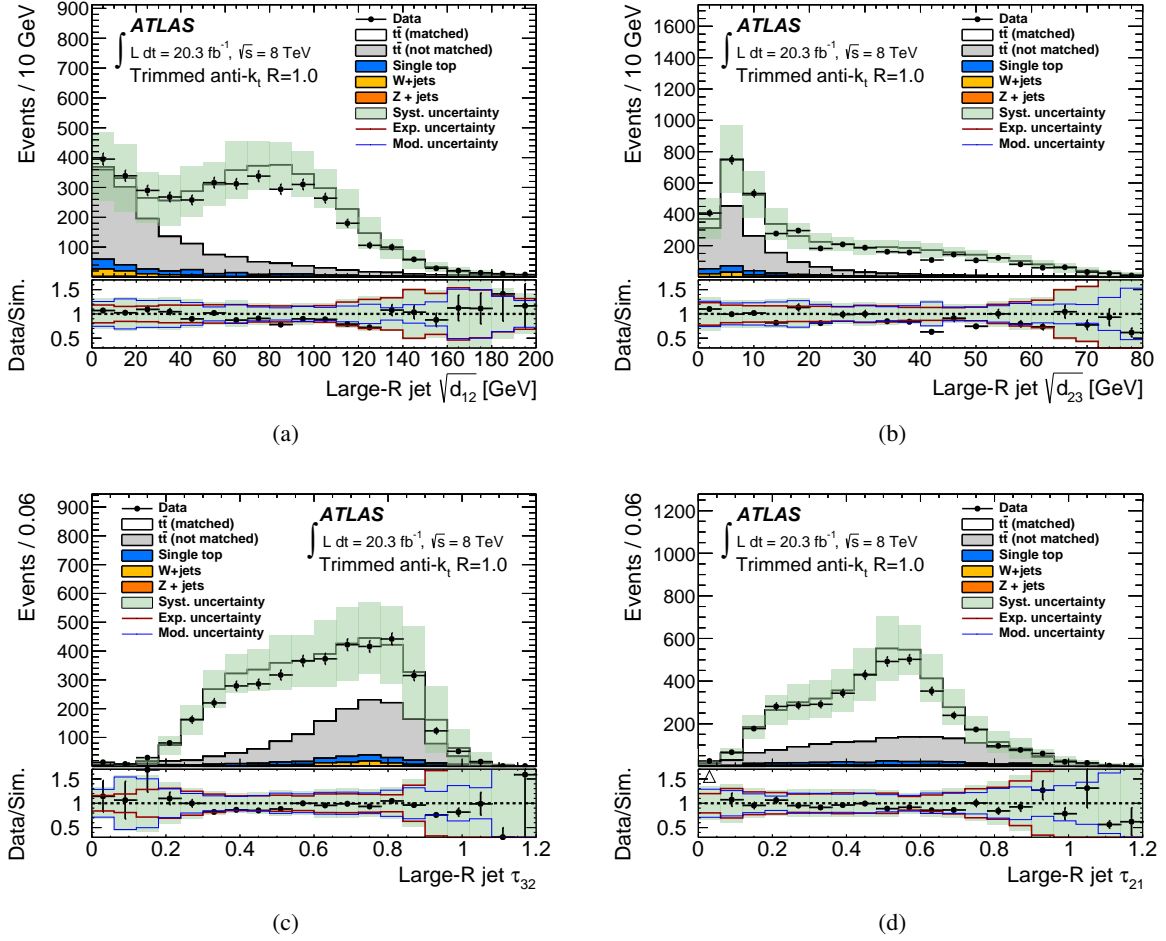 ATLAS
∫ L dt = 20.3 fb⁻¹, √s = 8 TeV
Trimmed anti-kₜ R=1.0
Data
tt̄ (matched)
tt̄ (not matched)
Single top
W+jets
Z + jets
Syst. uncertainty
Exp. uncertainty
Mod. uncertainty
Events / 10 GeV
900
800
700
600
500
400
300
200
100
Data/Sim.
1.5
1
0.5
0 20 40 60 80 100 120 140 160 180 200
Large-R jet √d₁₂ [GeV]
(a)
ATLAS
∫ L dt = 20.3 fb⁻¹, √s = 8 TeV
Trimmed anti-kₜ R=1.0
Data
tt̄ (matched)
tt̄ (not matched)
Single top
W+jets
Z + jets
Syst. uncertainty
Exp. uncertainty
Mod. uncertainty
Events / 10 GeV
1600
1400
1200
1000
800
600
400
200
Data/Sim.
1.5
1
0.5
0 10 20 30 40 50 60 70 80
Large-R jet √d₂₃ [GeV]
(b)
Data
tt̄ (matched)
tt̄ (not matched)
Single top
W+jets
Z + jets
Syst. uncertainty
Exp. uncertainty
Mod. uncertainty
ATLAS
∫ L dt = 20.3 fb⁻¹, √s = 8 TeV
Trimmed anti-kₜ R=1.0
Events / 0.06
900
800
700
600
500
400
300
200
100
Data/Sim.
1.5
1
0.5
0 0.2 0.4 0.6 0.8 1 1.2
Large-R jet τ₃₂
(c)
ATLAS
∫ L dt = 20.3 fb⁻¹, √s = 8 TeV
Trimmed anti-kₜ R=1.0
Data
tt̄ (matched)
tt̄ (not matched)
Single top
W+jets
Z + jets
Syst. uncertainty
Exp. uncertainty
Mod. uncertainty
Events / 0.06
1200
1000
800
600
400
200
Data/Sim.
1.5
1
0.5
0 0.2 0.4 0.6 0.8 1 1.2
Large-R jet τ₂₁
(d)